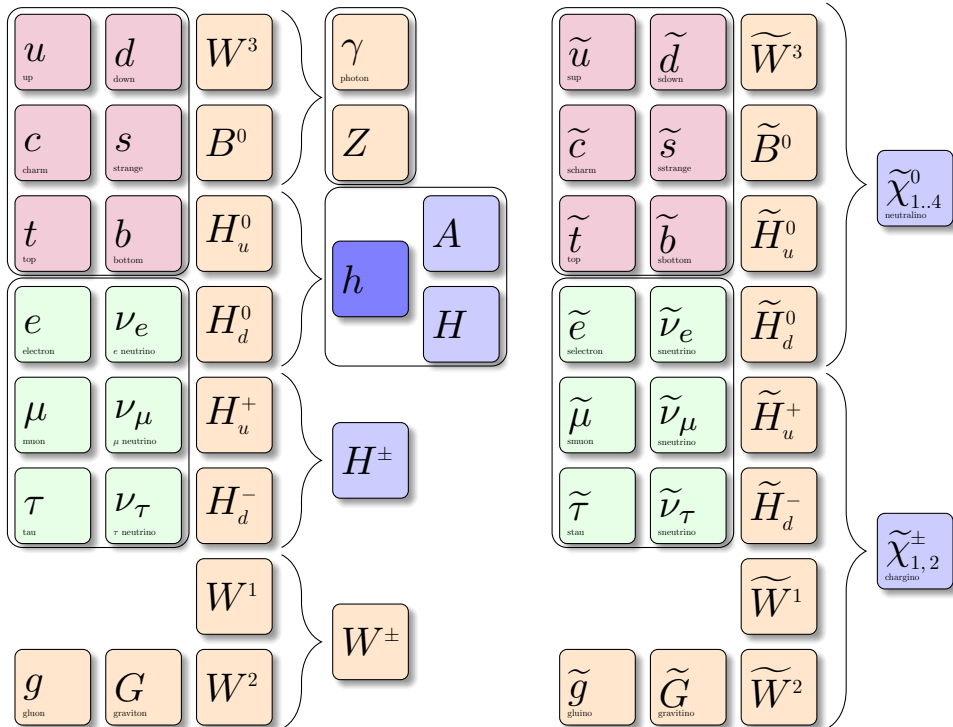 u d W³ γ ũ d̃ W̃³
up down photon sup sdown
c s B⁰ Z c̃ s̃ B̃⁰ χ̃⁰₁..₄
charm strange scharm sstrange neutralino
t b H⁰ᵤ A t̃ b̃ H̃⁰ᵤ
top bottom top sbottom
h
e νₑ H⁰_d H ẽ ν̃ₑ H̃⁰_d
electron e neutrino selectron sneutrino
μ ν_μ H⁺ᵤ μ̃ ν̃_μ H̃⁺ᵤ
muon μ neutrino smuon sneutrino
H±
τ ν_τ H⁻_d τ̃ ν̃_τ H̃⁻_d
tau τ neutrino stau sneutrino
χ̃±₁,₂
chargino
W¹ W̃¹
W±
g G W² g̃ G̃ W̃²
gluon graviton gluino gravitino